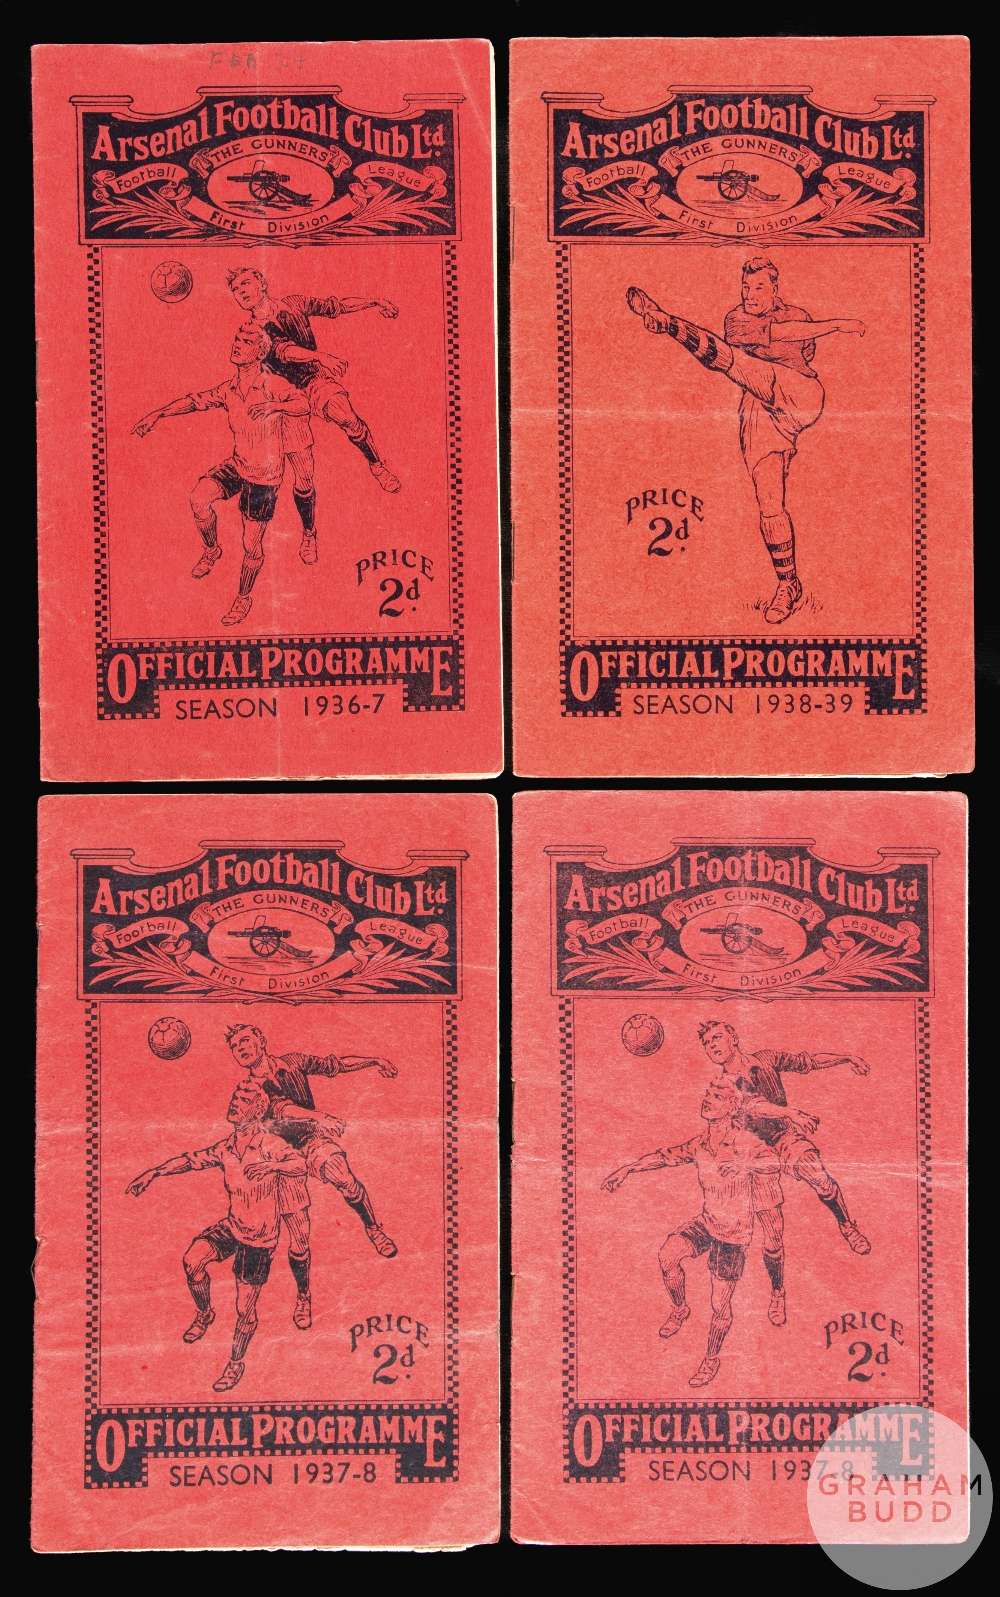 Arsenal Football Club Ltd.
THE GUNNERS
Football League
First Division
PRICE
2d.
OFFICIAL PROGRAMME
SEASON 1936-7
Arsenal Football Club Ltd.
THE GUNNERS
Football League
First Division
PRICE
2d.
OFFICIAL PROGRAMME
SEASON 1938-39
Arsenal Football Club Ltd.
THE GUNNERS
Football League
First Division
PRICE
2d.
OFFICIAL PROGRAMME
SEASON 1937-8
Arsenal Football Club Ltd.
THE GUNNERS
Football League
First Division
PRICE
2d.
OFFICIAL PROGRAMME
SEASON 1937-8
GRAHAM
BUDD